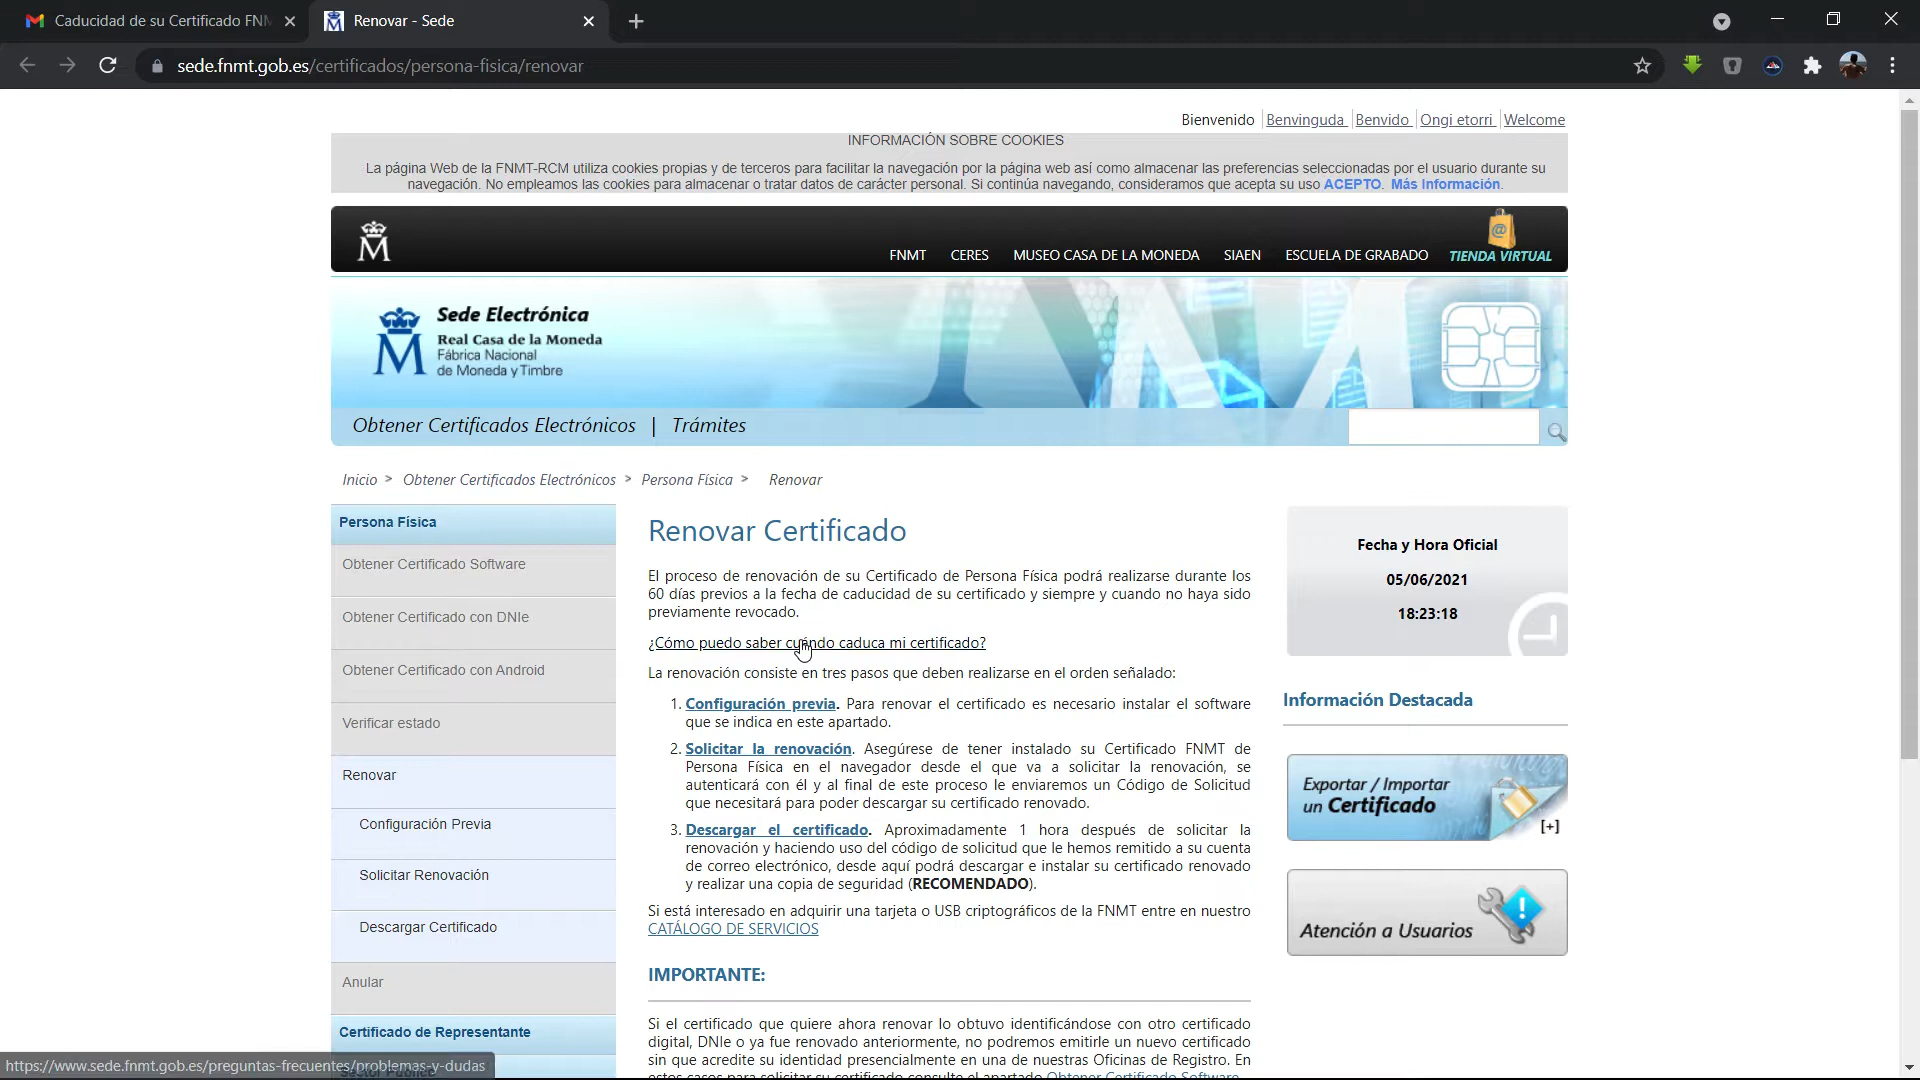 Caducidad de su Certificado FNM
Renovar - Sede
sede.fnmt.gob.es/certificados/persona-fisica/renovar
Bienvenido Benvinguda Benvido Ongi etorri Welcome
INFORMACIÓN SOBRE COOKIES
La página Web de la FNMT-RCM utiliza cookies propias y de terceros para facilitar la navegación por la página web así como almacenar las preferencias seleccionadas por el usuario durante su
navegación. No empleamos las cookies para almacenar o tratar datos de carácter personal. Si continúa navegando, consideramos que acepta su uso ACEPTO. Más Información.
FNMT CERES MUSEO CASA DE LA MONEDA SIAEN ESCUELA DE GRABADO TIENDA VIRTUAL
Sede Electrónica
Real Casa de la Moneda
Fábrica Nacional
de Moneda y Timbre
Obtener Certificados Electrónicos | Trámites
Inicio > Obtener Certificados Electrónicos > Persona Física > Renovar
Persona Física
Obtener Certificado Software
Obtener Certificado con DNIe
Obtener Certificado con Android
Verificar estado
Renovar
Configuración Previa
Solicitar Renovación
Descargar Certificado
Anular
Certificado de Representante
Renovar Certificado
El proceso de renovación de su Certificado de Persona Física podrá realizarse durante los
60 días previos a la fecha de caducidad de su certificado y siempre y cuando no haya sido
previamente revocado.
¿Cómo puedo saber cuándo caduca mi certificado?
La renovación consiste en tres pasos que deben realizarse en el orden señalado:
1. Configuración previa. Para renovar el certificado es necesario instalar el software
que se indica en este apartado.
2. Solicitar la renovación. Asegúrese de tener instalado su Certificado FNMT de
Persona Física en el navegador desde el que va a solicitar la renovación, se
autenticará con él y al final de este proceso le enviaremos un Código de Solicitud
que necesitará para poder descargar su certificado renovado.
3. Descargar el certificado. Aproximadamente 1 hora después de solicitar la
renovación y haciendo uso del código de solicitud que le hemos remitido a su cuenta
de correo electrónico, desde aquí podrá descargar e instalar su certificado renovado
y realizar una copia de seguridad (RECOMENDADO).
Si está interesado en adquirir una tarjeta o USB criptográficos de la FNMT entre en nuestro
CATÁLOGO DE SERVICIOS
IMPORTANTE:
Si el certificado que quiere ahora renovar lo obtuvo identificándose con otro certificado
digital, DNIe o ya fue renovado anteriormente, no podremos emitirle un nuevo certificado
sin que acredite su identidad presencialmente en una de nuestras Oficinas de Registro. En
estos casos para solicitar su certificado consulte el apartado Obtener Certificado Software.
Fecha y Hora Oficial
05/06/2021
18:23:18
Información Destacada
Exportar / Importar
un Certificado
[+]
Atención a Usuarios
https://www.sede.fnmt.gob.es/preguntas-frecuentes/problemas-y-dudas